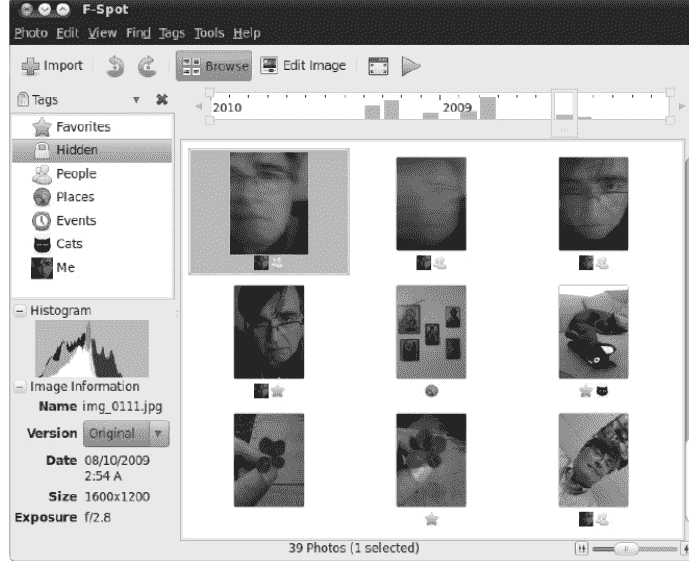 F-Spot
Photo Edit View Find Tags Tools Help
Import Browse Edit Image
Tags
2010 2009
Favorites
Hidden
People
Places
Events
Cats
Me
Histogram
Image Information
Name img_0111.jpg
Version Original
Date 08/10/2009
2:54 A
Size 1600x1200
Exposure f/2.8
39 Photos (1 selected)